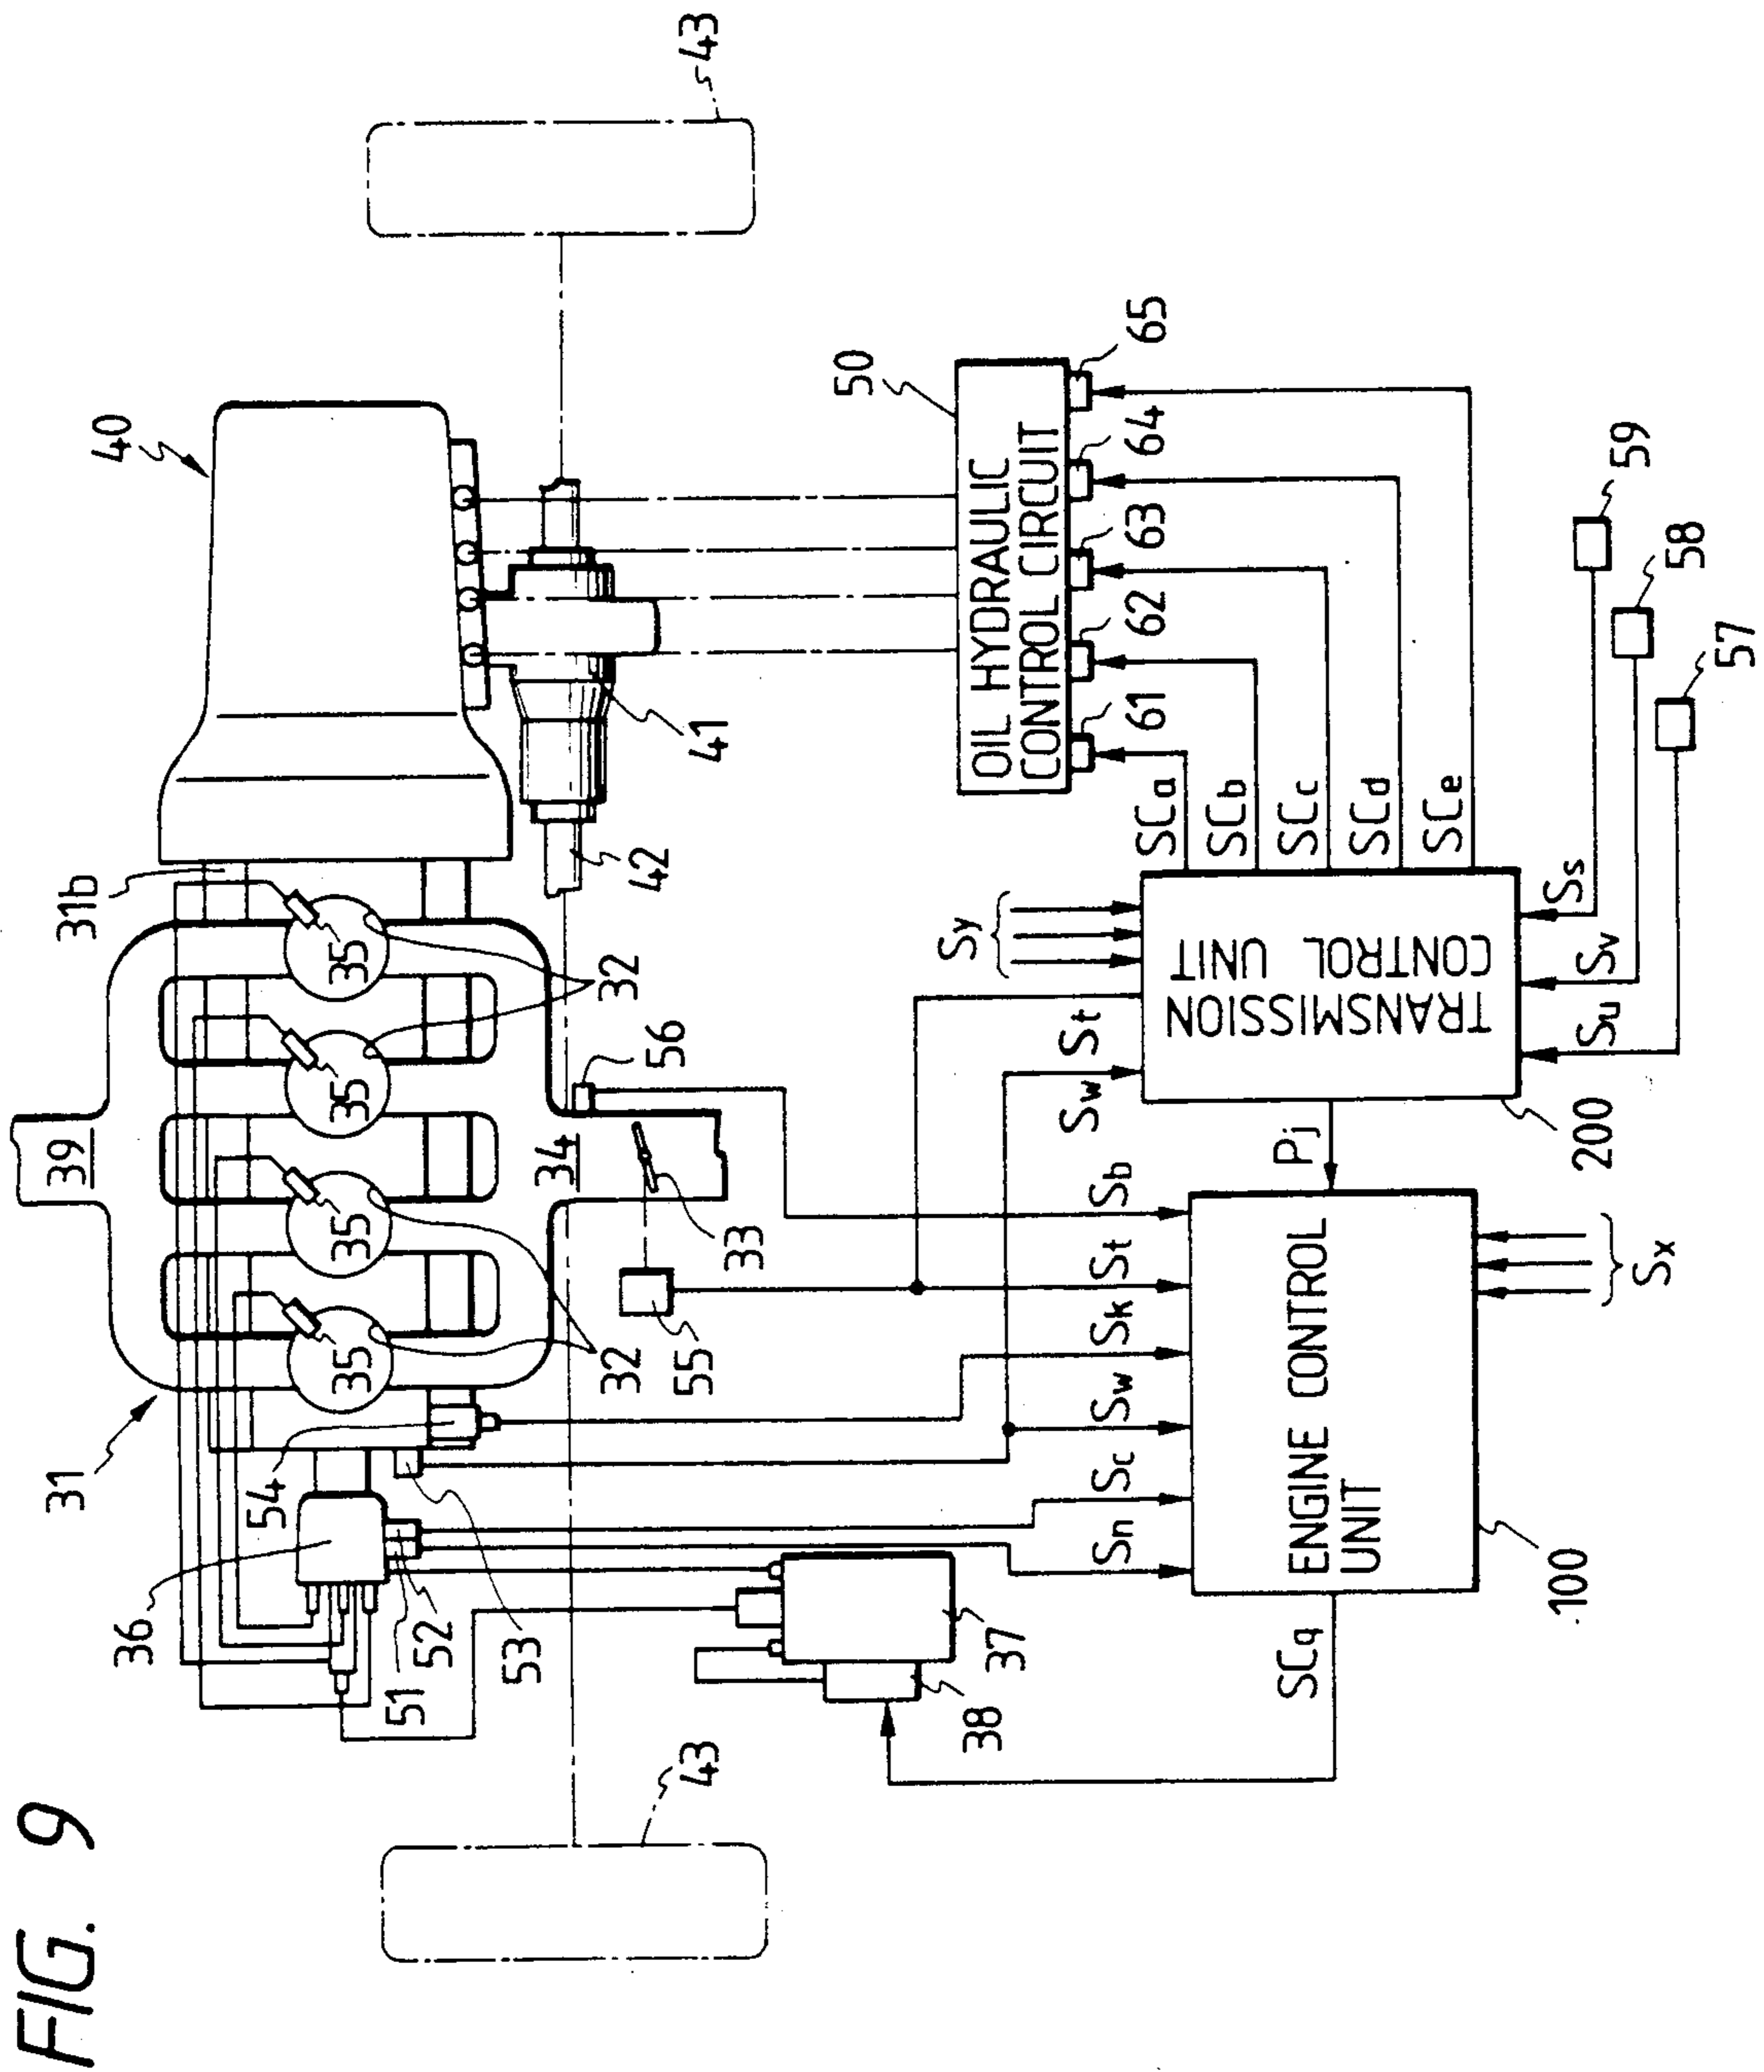 FIG. 9
43
40
31b
39
31
35
35
35
35
32
32
34
33
56
55
54
36
51
52
53
41
42
43
37
38
50
OIL HYDRAULIC
CONTROL CIRCUIT
61
62
63
64
65
SCa
SCb
SCc
SCd
SCe
Sy
St
Sw
TRANSMISSION
CONTROL UNIT
200
Ss
Sv
Su
59
58
57
Pj
Sn
Sc
Sw
Sk
St
Sb
ENGINE CONTROL
UNIT
100
Sx
SCq